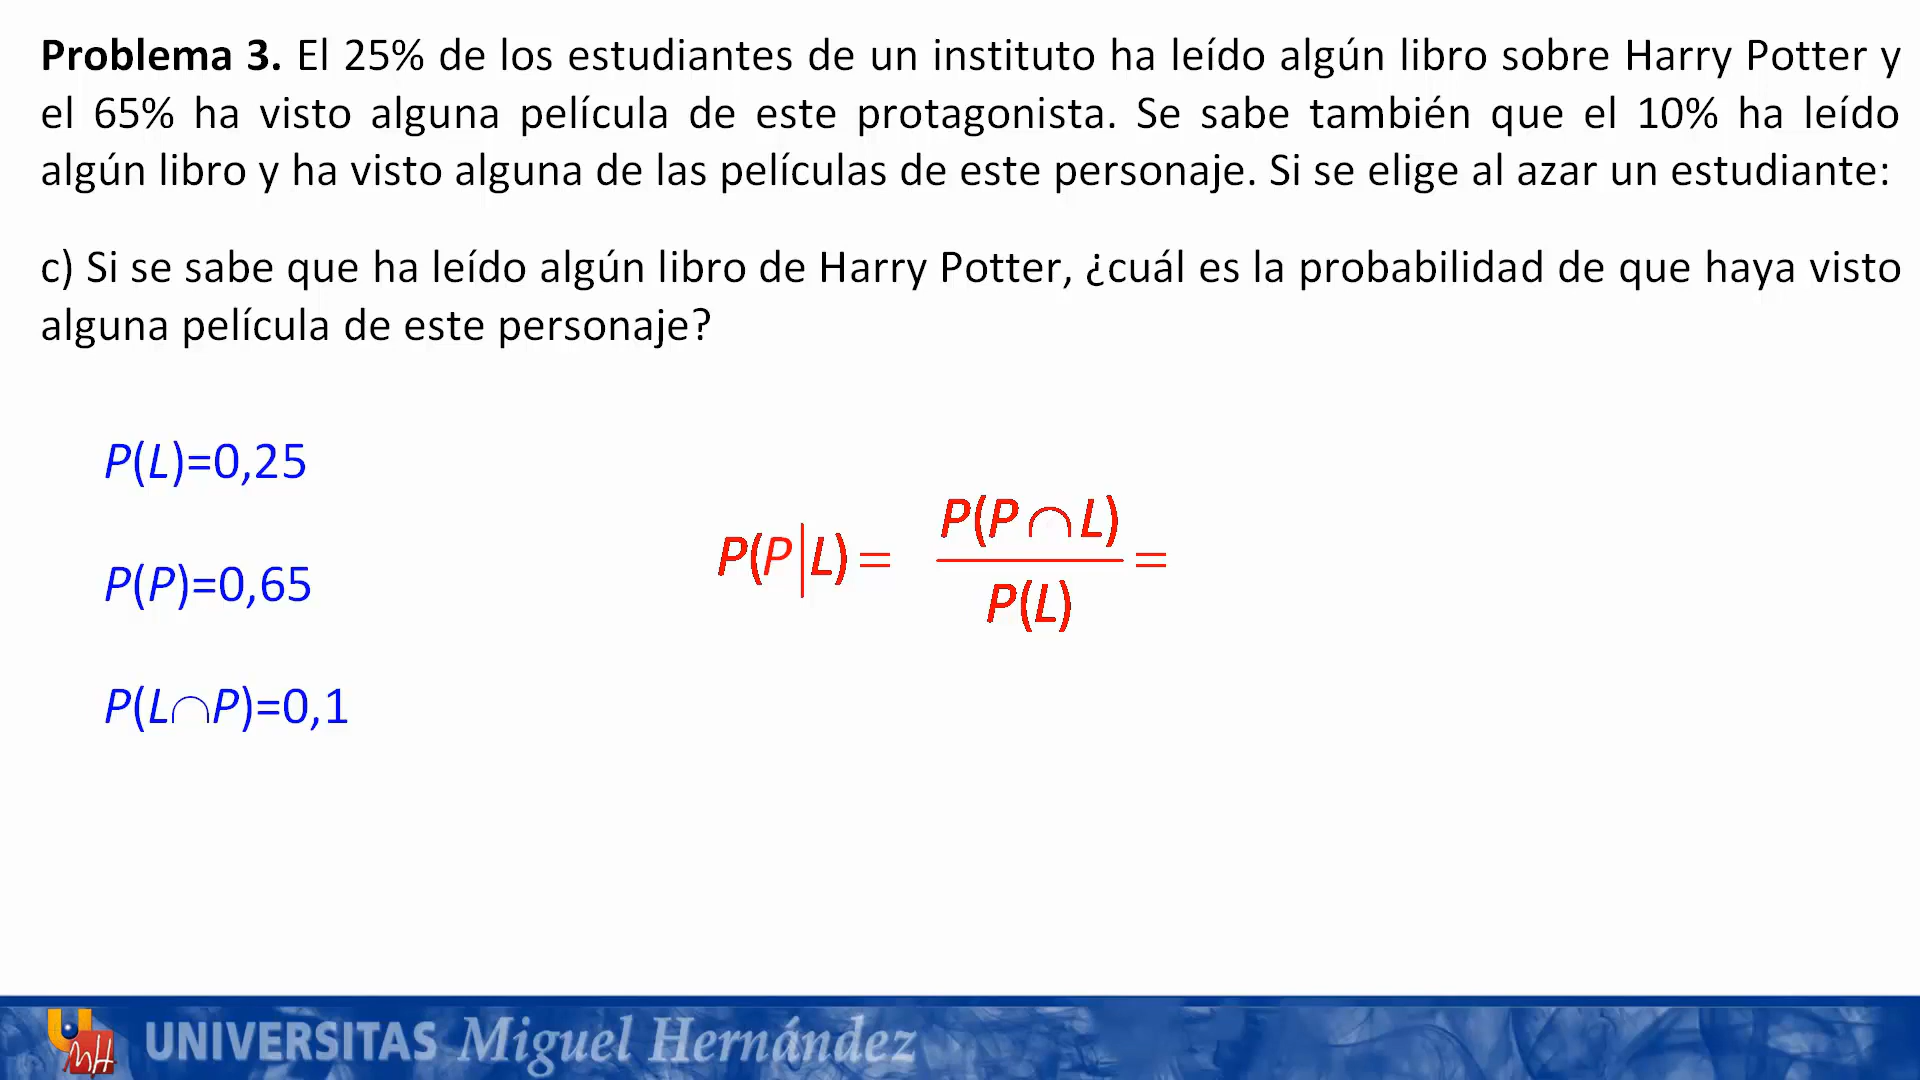 Problema 3. El 25% de los estudiantes de un instituto ha leído algún libro sobre Harry Potter y
el 65% ha visto alguna película de este protagonista. Se sabe también que el 10% ha leído
algún libro y ha visto alguna de las películas de este personaje. Si se elige al azar un estudiante:
c) Si se sabe que ha leído algún libro de Harry Potter, ¿cuál es la probabilidad de que haya visto
alguna película de este personaje?
P(L)=0,25
P(P)=0,65
P(L∩P)=0,1
P(P|L) =
P(P∩L)
=
P(L)
UNIVERSITAS Miguel Hernández